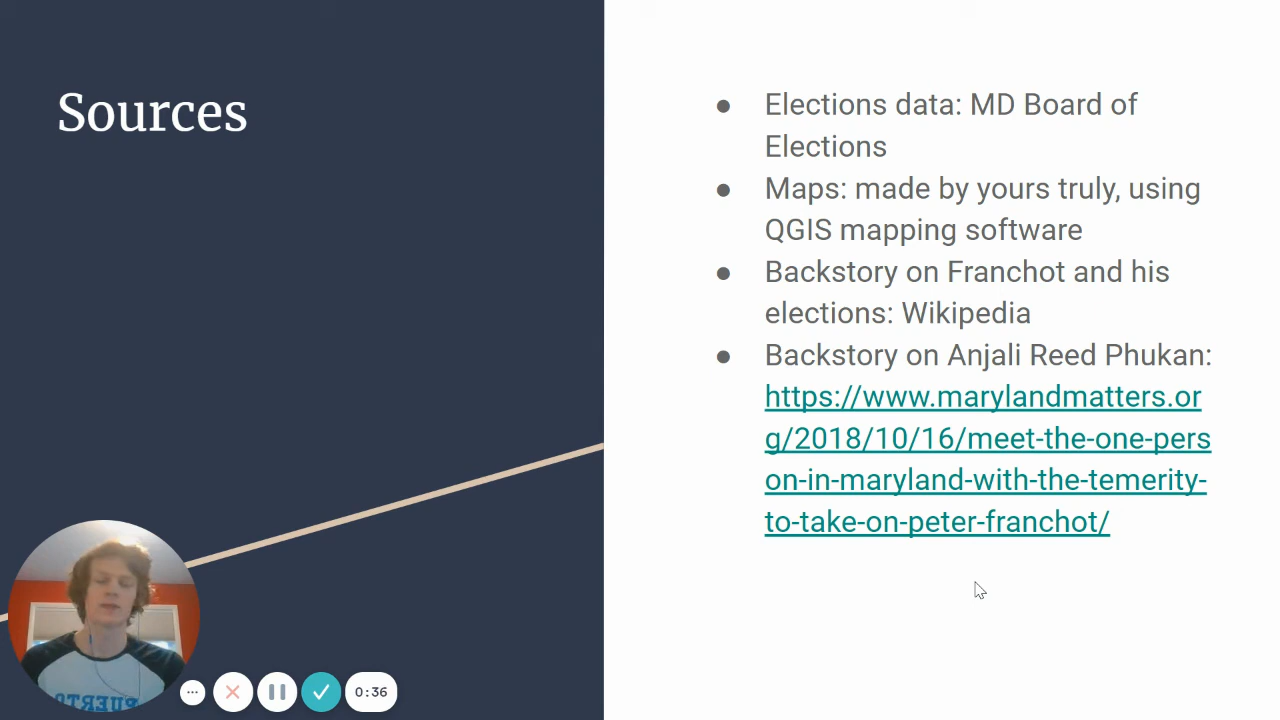 Sources
● Elections data: MD Board of
Elections
● Maps: made by yours truly, using
QGIS mapping software
● Backstory on Franchot and his
elections: Wikipedia
● Backstory on Anjali Reed Phukan:
https://www.marylandmatters.or
g/2018/10/16/meet-the-one-pers
on-in-maryland-with-the-temerity-
to-take-on-peter-franchot/
0:36